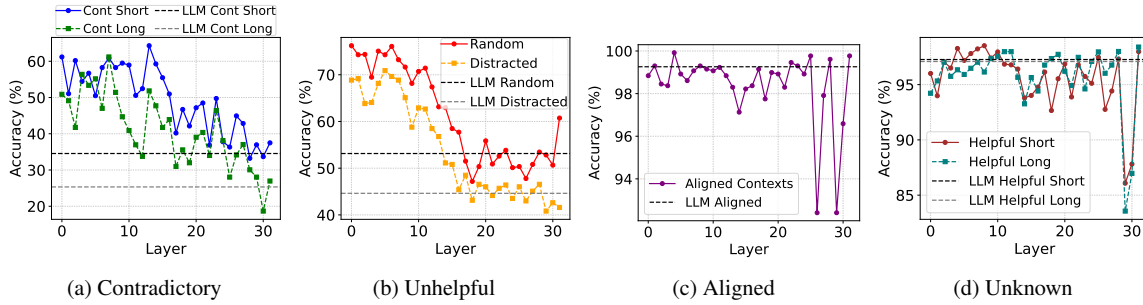 Cont Short
LLM Cont Short
Cont Long
LLM Cont Long
60
50
40
30
20
Accuracy (%)
0
10
20
30
Layer
(a) Contradictory
Random
Distracted
LLM Random
LLM Distracted
70
60
50
40
Accuracy (%)
0
10
20
30
Layer
(b) Unhelpful
100
98
96
94
Accuracy (%)
Aligned Contexts
LLM Aligned
0
10
20
30
Layer
(c) Aligned
95
90
85
Accuracy (%)
Helpful Short
Helpful Long
LLM Helpful Short
LLM Helpful Long
0
10
20
30
Layer
(d) Unknown